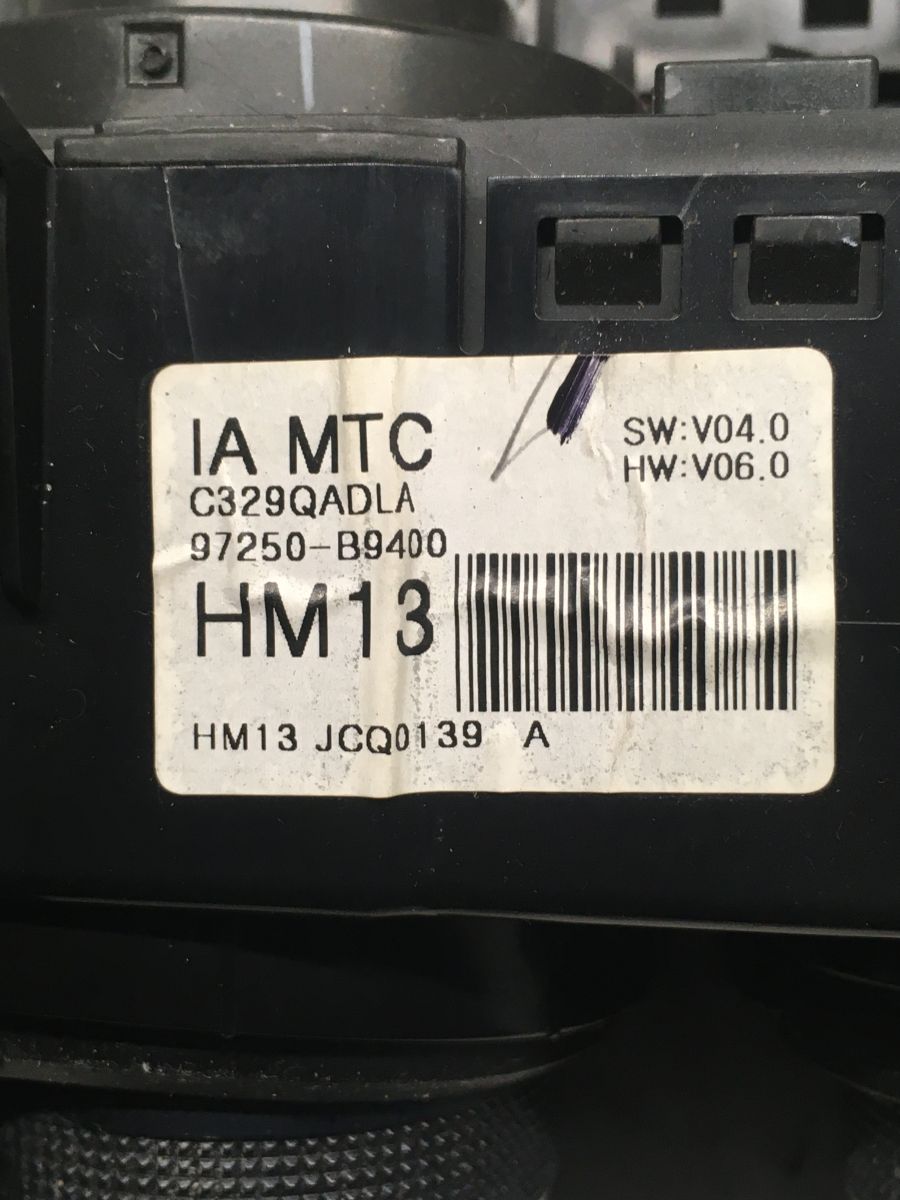 IA MTC
SW:V04.0
C329QADLA
HW:V06.0
97250-B9400
HM13
HM13 JCQ0139 A